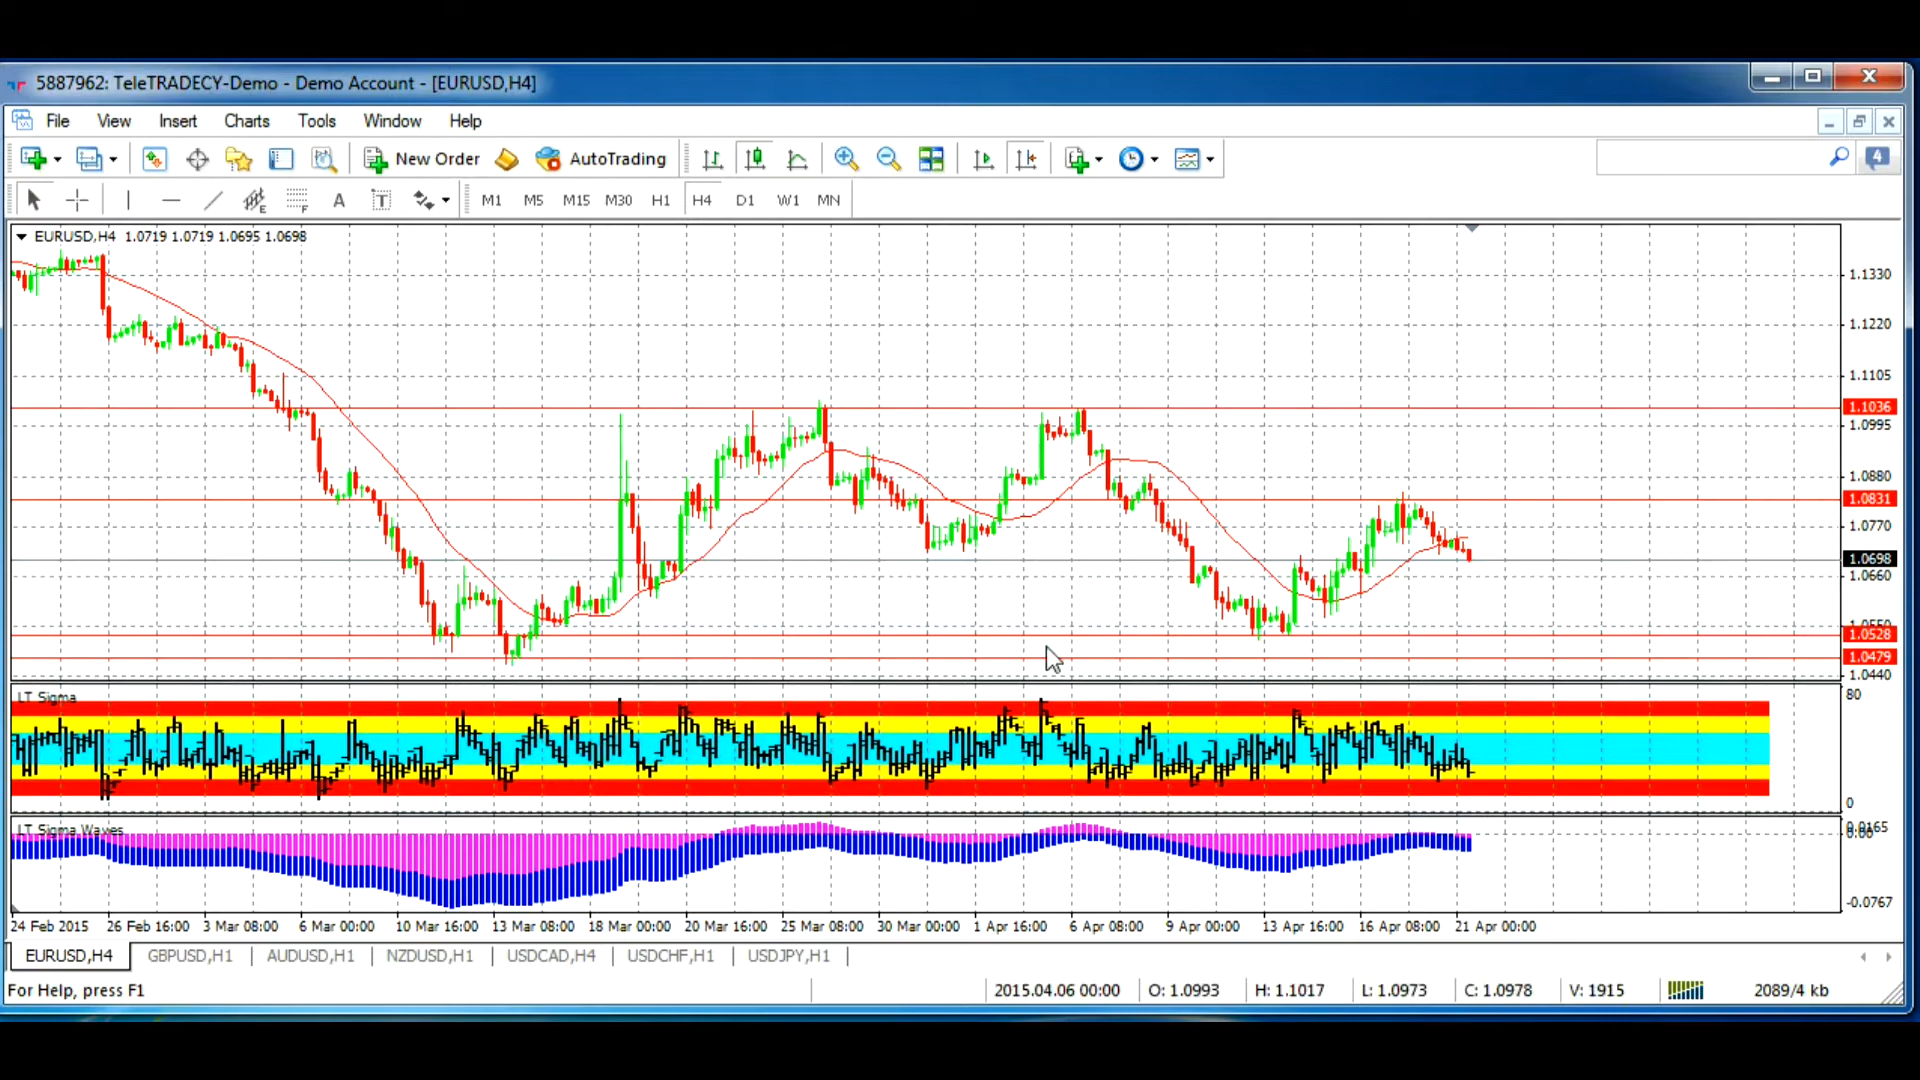 5887962: TeleTRADECY-Demo - Demo Account - [EURUSD,H4]
File View Insert Charts Tools Window Help
New Order AutoTrading 4
A T M1 M5 M15 M30 H1 H4 D1 W1 MN
EURUSD,H4 1.0719 1.0719 1.0695 1.0698
1.1330
1.1220
1.1105
1.1036
1.0995
1.0880
1.0831
1.0770
1.0698
1.0660
1.0550
1.0528
1.0479
1.0440
LT Sigma
80
0
LT Sigma Waves
0.0165
0.00
-0.0767
24 Feb 2015 26 Feb 16:00 3 Mar 08:00 6 Mar 00:00 10 Mar 16:00 13 Mar 08:00 18 Mar 00:00 20 Mar 16:00 25 Mar 08:00 30 Mar 00:00 1 Apr 16:00 6 Apr 08:00 9 Apr 00:00 13 Apr 16:00 16 Apr 08:00 21 Apr 00:00
EURUSD,H4 GBPUSD,H1 AUDUSD,H1 NZDUSD,H1 USDCAD,H4 USDCHF,H1 USDJPY,H1
For Help, press F1 2015.04.06 00:00 O: 1.0993 H: 1.1017 L: 1.0973 C: 1.0978 V: 1915 2089/4 kb